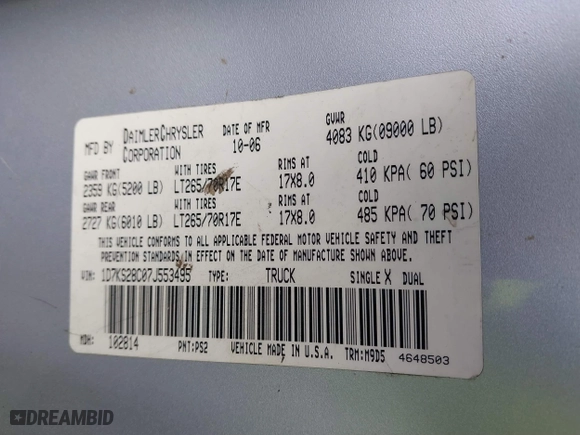 MFD BY DAIMLERCHRYSLER CORPORATION DATE OF MFR 10-06 GVWR 4083 KG(09000 LB)
GAWR FRONT WITH TIRES RIMS AT COLD
2359 KG(5200 LB) LT265/70R17E 17X8.0 410 KPA( 60 PSI)
GAWR REAR WITH TIRES RIMS AT COLD
2727 KG(6010 LB) LT265/70R17E 17X8.0 485 KPA( 70 PSI)
THIS VEHICLE CONFORMS TO ALL APPLICABLE FEDERAL MOTOR VEHICLE SAFETY AND THEFT
PREVENTION STANDARDS IN EFFECT ON THE DATE OF MANUFACTURE SHOWN ABOVE.
VIN: 1D7KS28C07J553495 TYPE: TRUCK SINGLE X DUAL
MDH: 102814 PNT:PS2 VEHICLE MADE IN U.S.A. TRM:M9D5 4648503
DREAMBID